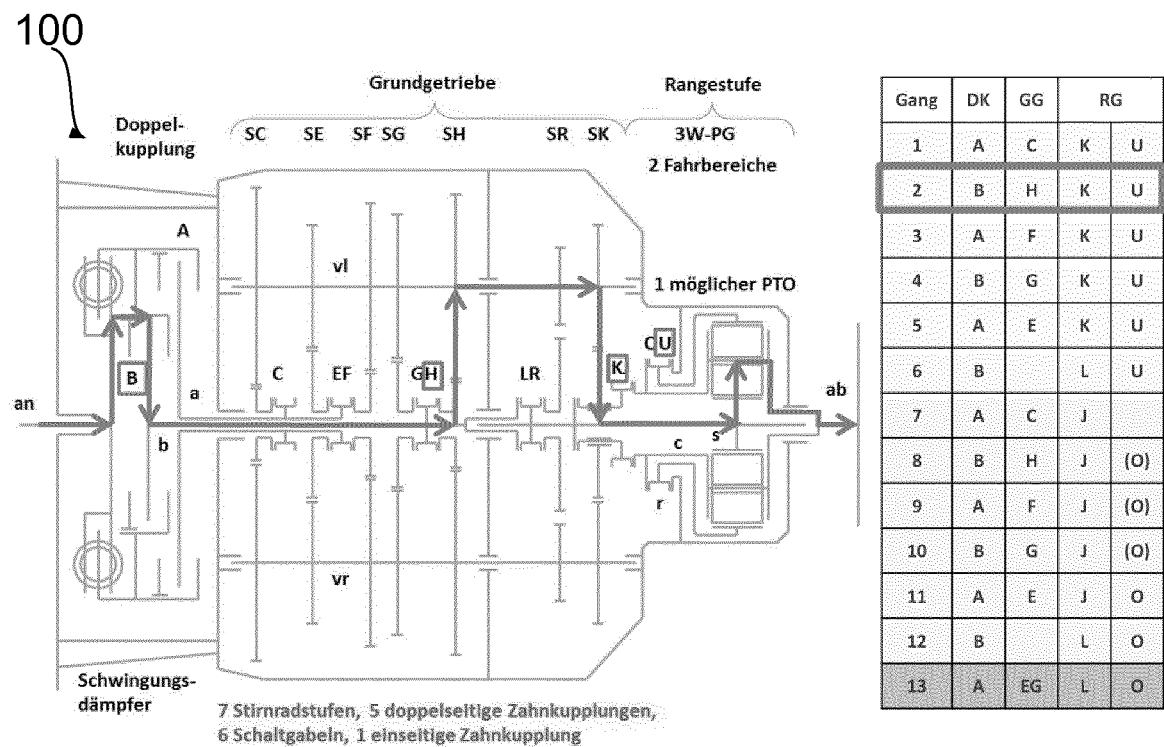 100
Grundgetriebe
Rangestufe
Doppel-
kupplung
SC SE SF SG SH SR SK
3W-PG
2 Fahrbereiche
A
vl
1 möglicher PTO
B
C
EF
GH
LR
K
U
an
a
b
c
s
r
ab
vr
Schwingungs-
dämpfer
7 Stirnradstufen, 5 doppelseitige Zahnkupplungen,
6 Schaltgabeln, 1 einseitige Zahnkupplung
Gang DK GG RG
1 A C K U
2 B H K U
3 A F K U
4 B G K U
5 A E K U
6 B L U
7 A C J
8 B H J (O)
9 A F J (O)
10 B G J (O)
11 A E J O
12 B L O
13 A EG L O